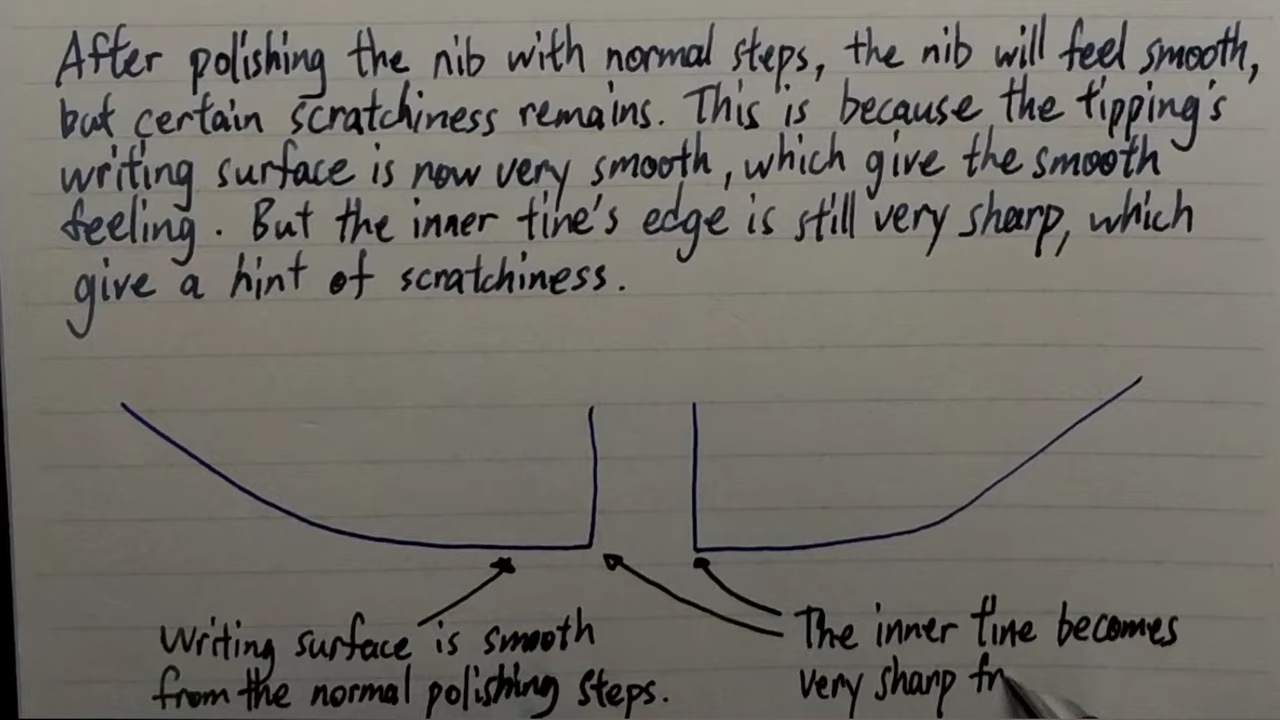 After polishing the nib with normal steps, the nib will feel smooth,
but certain scratchiness remains. This is because the tipping's
writing surface is now very smooth, which give the smooth
feeling. But the inner tine's edge is still very sharp, which
give a hint of scratchiness.
Writing surface is smooth
from the normal polishing steps.
The inner tine becomes
very sharp fr